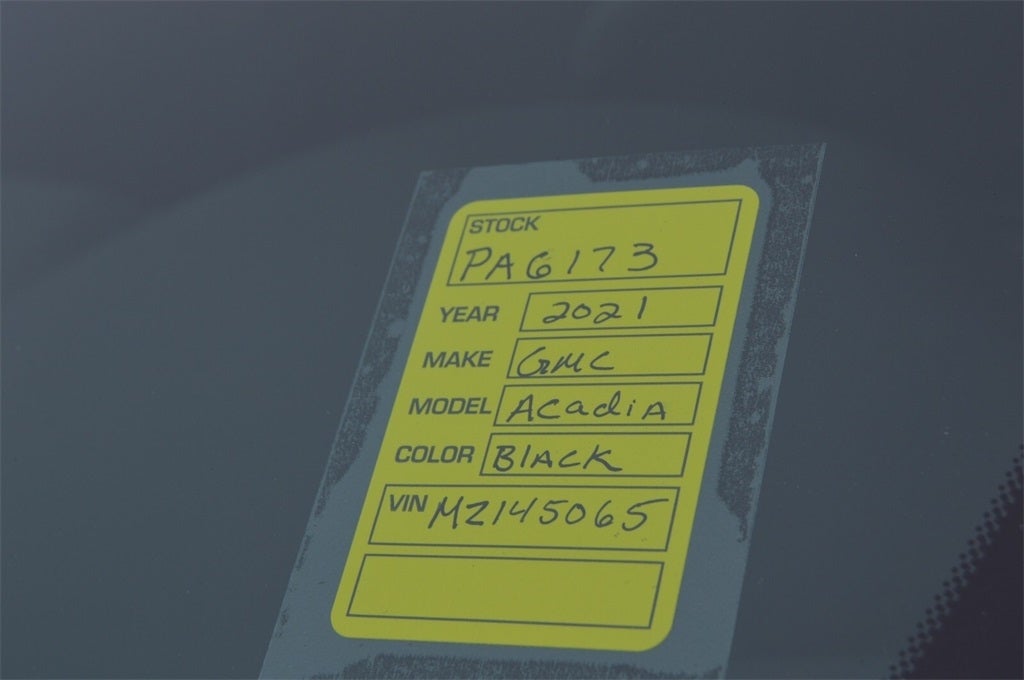 STOCK
PA6173
YEAR 2021
MAKE GMC
MODEL ACadiA
COLOR BlACK
VIN MZ145065